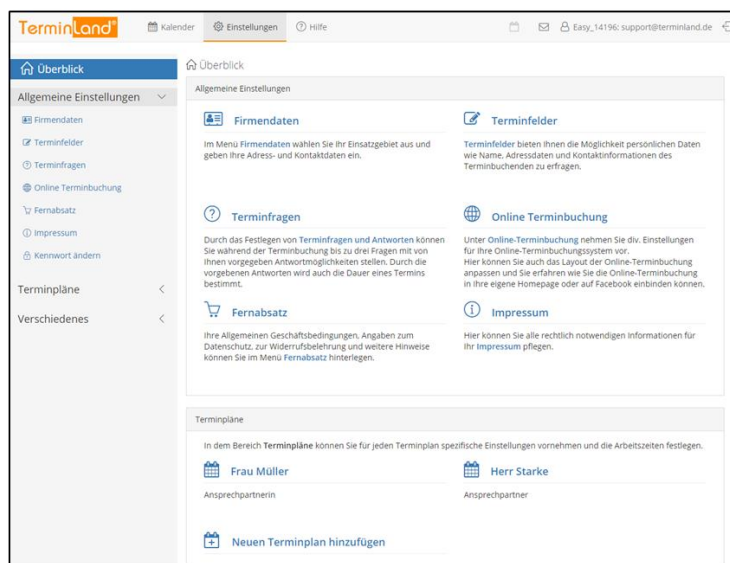 TerminLand®
Kalender
Einstellungen
Hilfe
Easy_14196: support@terminland.de
Überblick
Allgemeine Einstellungen
Firmendaten
Terminfelder
Terminfragen
Online Terminbuchung
Fernabsatz
Impressum
Kennwort ändern
Terminpläne
Verschiedenes
Überblick
Allgemeine Einstellungen
Firmendaten
Im Menü Firmendaten wählen Sie Ihr Einsatzgebiet aus und
geben Ihre Adress- und Kontaktdaten ein.
Terminfelder
Terminfelder bieten Ihnen die Möglichkeit persönlichen Daten
wie Name, Adressdaten und Kontaktinformationen des
Terminbuchenden zu erfragen.
Terminfragen
Durch das Festlegen von Terminfragen und Antworten können
Sie während der Terminbuchung bis zu drei Fragen mit von
Ihnen vorgegeben Antwortmöglichkeiten stellen. Durch die
vorgebenen Antworten wird auch die Dauer eines Termins
bestimmt.
Online Terminbuchung
Unter Online-Terminbuchung nehmen Sie div. Einstellungen
für Ihre Online-Terminbuchungssystem vor.
Hier können Sie auch das Layout der Online-Terminbuchung
anpassen und Sie erfahren wie Sie die Online-Terminbuchung
in Ihre eigene Homepage oder auf Facebook einbinden können.
Fernabsatz
Ihre Allgemeinen Geschäftsbedingungen, Angaben zum
Datenschutz, zur Widerrufsbelehrung und weitere Hinweise
können Sie im Menü Fernabsatz hinterlegen.
Impressum
Hier können Sie alle rechtlich notwendigen Informationen für
Ihr Impressum pflegen.
Terminpläne
In dem Bereich Terminpläne können Sie für jeden Terminplan spezifische Einstellungen vornehmen und die Arbeitszeiten festlegen.
Frau Müller
Ansprechpartnerin
Herr Starke
Ansprechpartner
Neuen Terminplan hinzufügen